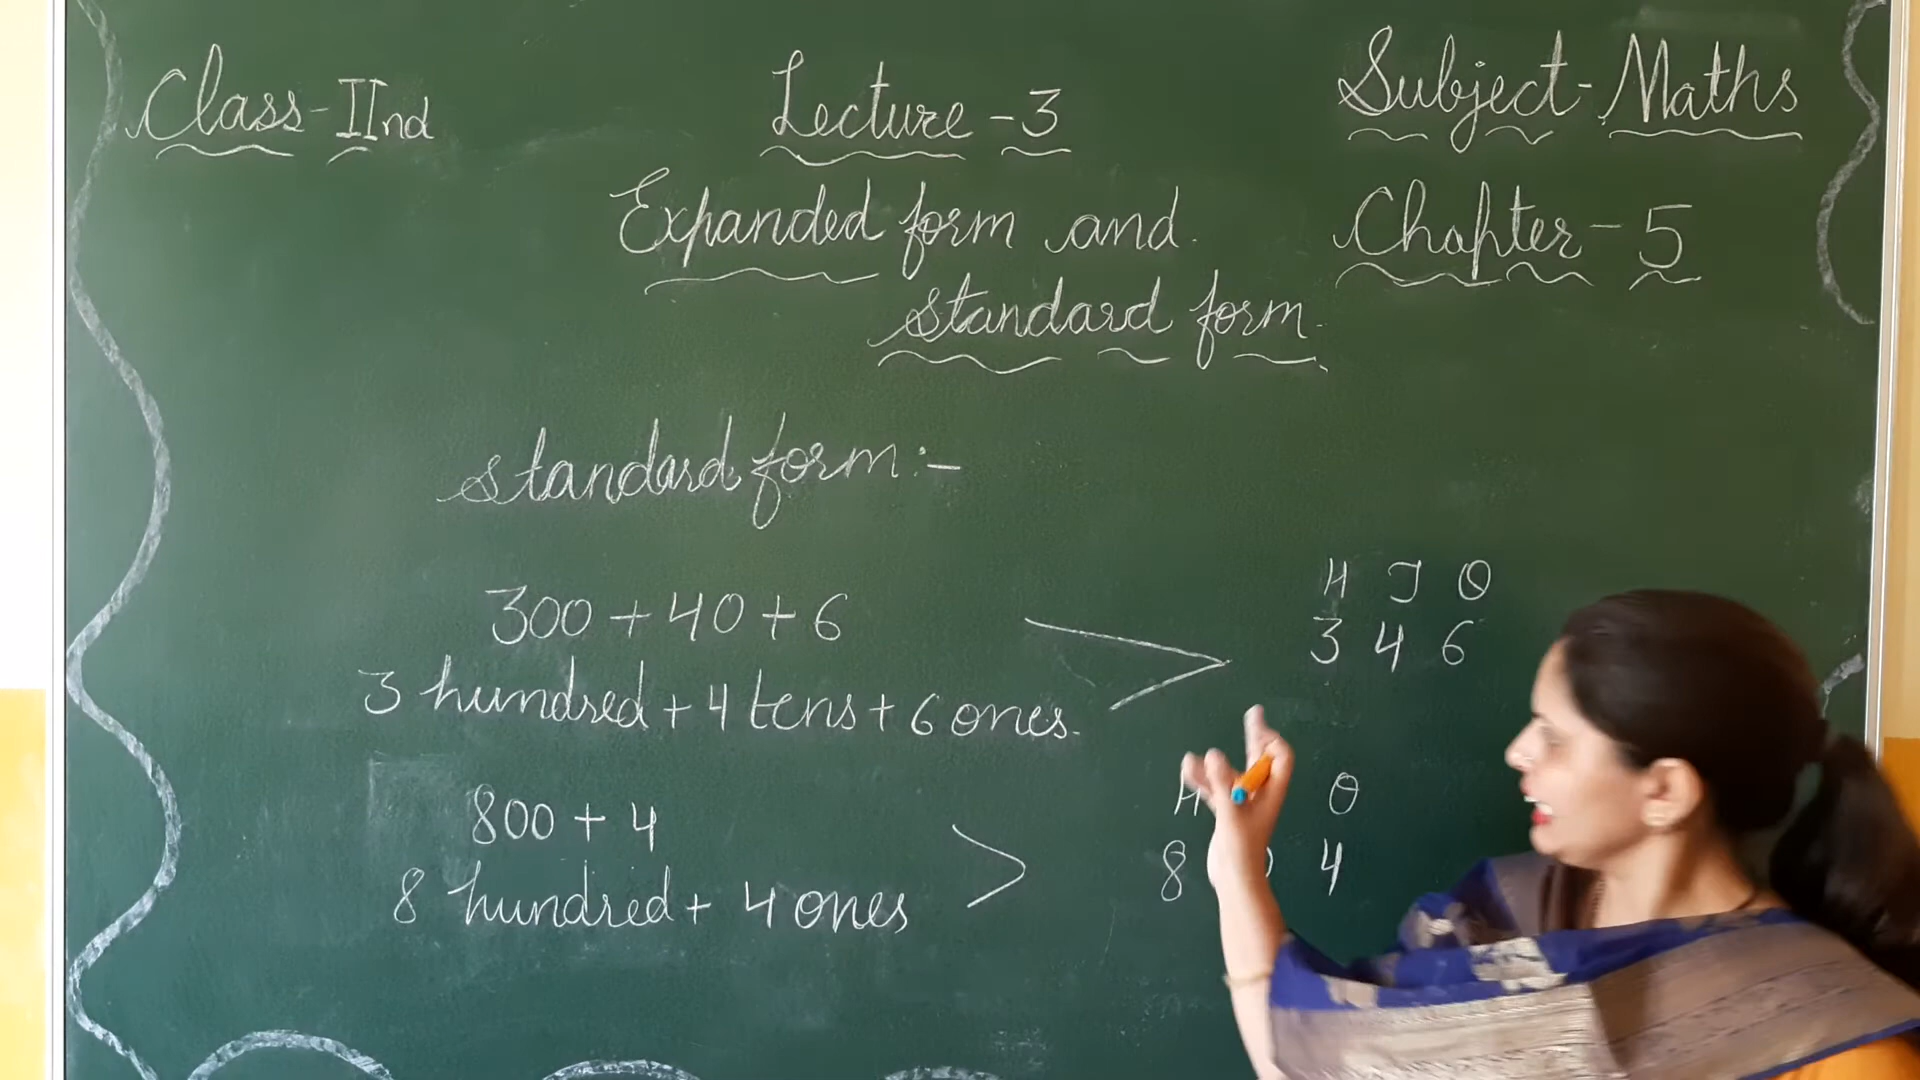 Class-IInd
Lecture-3
Subject-Maths
Expanded form and
standard form.
Chapter-5
standard form:-
300+40+6
3 hundred+4 tens+6 ones.
H T O
3 4 6
800+4
8 hundred+ 4 ones
H O
8 4